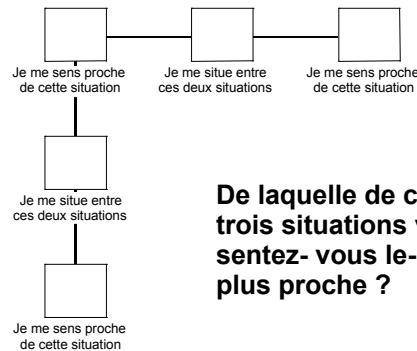 Je me sens proche
de cette situation
Je me situe entre
ces deux situations
Je me sens proche
de cette situation
Je me situe entre
ces deux situations
De laquelle de
trois situations
sentez- vous le-
plus proche ?
Je me sens proche
de cette situation